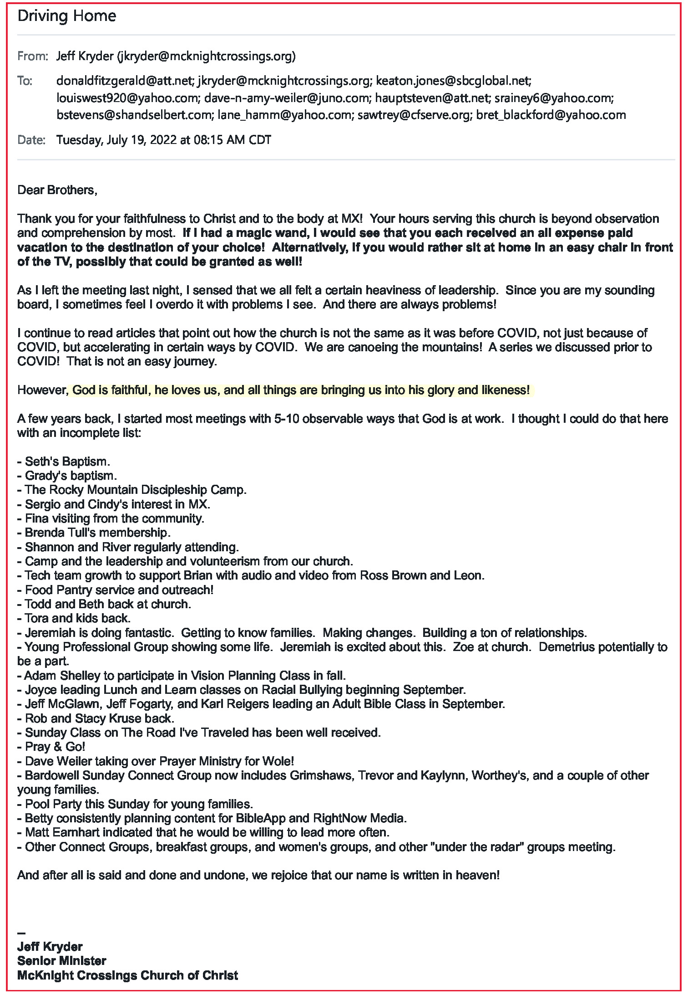 Driving Home
From: Jeff Kryder (jkryder@mcknightcrossings.org)
To: donaldfitzgerald@att.net; jkryder@mcknightcrossings.org; keaton.jones@sbcglobal.net;
louiswest920@yahoo.com; dave-n-amy-weiler@juno.com; hauptsteven@att.net; srainey6@yahoo.com;
bstevens@shandselbert.com; lane_hamm@yahoo.com; sawtrey@cfserve.org; bret_blackford@yahoo.com
Date: Tuesday, July 19, 2022 at 08:15 AM CDT
Dear Brothers,
Thank you for your faithfulness to Christ and to the body at MX! Your hours serving this church is beyond observation
and comprehension by most. If I had a magic wand, I would see that you each received an all expense paid
vacation to the destination of your choice! Alternatively, if you would rather sit at home in an easy chair in front
of the TV, possibly that could be granted as well!
As I left the meeting last night, I sensed that we all felt a certain heaviness of leadership. Since you are my sounding
board, I sometimes feel I overdo it with problems I see. And there are always problems!
I continue to read articles that point out how the church is not the same as it was before COVID, not just because of
COVID, but accelerating in certain ways by COVID. We are canoeing the mountains! A series we discussed prior to
COVID! That is not an easy journey.
However, God is faithful, he loves us, and all things are bringing us into his glory and likeness!
A few years back, I started most meetings with 5-10 observable ways that God is at work. I thought I could do that here
with an incomplete list:
- Seth's Baptism.
- Grady's baptism.
- The Rocky Mountain Discipleship Camp.
- Sergio and Cindy's interest in MX.
- Fina visiting from the community.
- Brenda Tull's membership.
- Shannon and River regularly attending.
- Camp and the leadership and volunteerism from our church.
- Tech team growth to support Brian with audio and video from Ross Brown and Leon.
- Food Pantry service and outreach!
- Todd and Beth back at church.
- Tora and kids back.
- Jeremiah is doing fantastic. Getting to know families. Making changes. Building a ton of relationships.
- Young Professional Group showing some life. Jeremiah is excited about this. Zoe at church. Demetrius potentially to
be a part.
- Adam Shelley to participate in Vision Planning Class in fall.
- Joyce leading Lunch and Learn classes on Racial Bullying beginning September.
- Jeff McGlawn, Jeff Fogarty, and Karl Reigers leading an Adult Bible Class in September.
- Rob and Stacy Kruse back.
- Sunday Class on The Road I've Traveled has been well received.
- Pray & Go!
- Dave Weiler taking over Prayer Ministry for Wole!
- Bardowell Sunday Connect Group now includes Grimshaws, Trevor and Kaylynn, Worthey's, and a couple of other
young families.
- Pool Party this Sunday for young families.
- Betty consistently planning content for BibleApp and RightNow Media.
- Matt Earnhart indicated that he would be willing to lead more often.
- Other Connect Groups, breakfast groups, and women's groups, and other "under the radar" groups meeting.
And after all is said and done and undone, we rejoice that our name is written in heaven!
--
Jeff Kryder
Senior Minister
McKnight Crossings Church of Christ